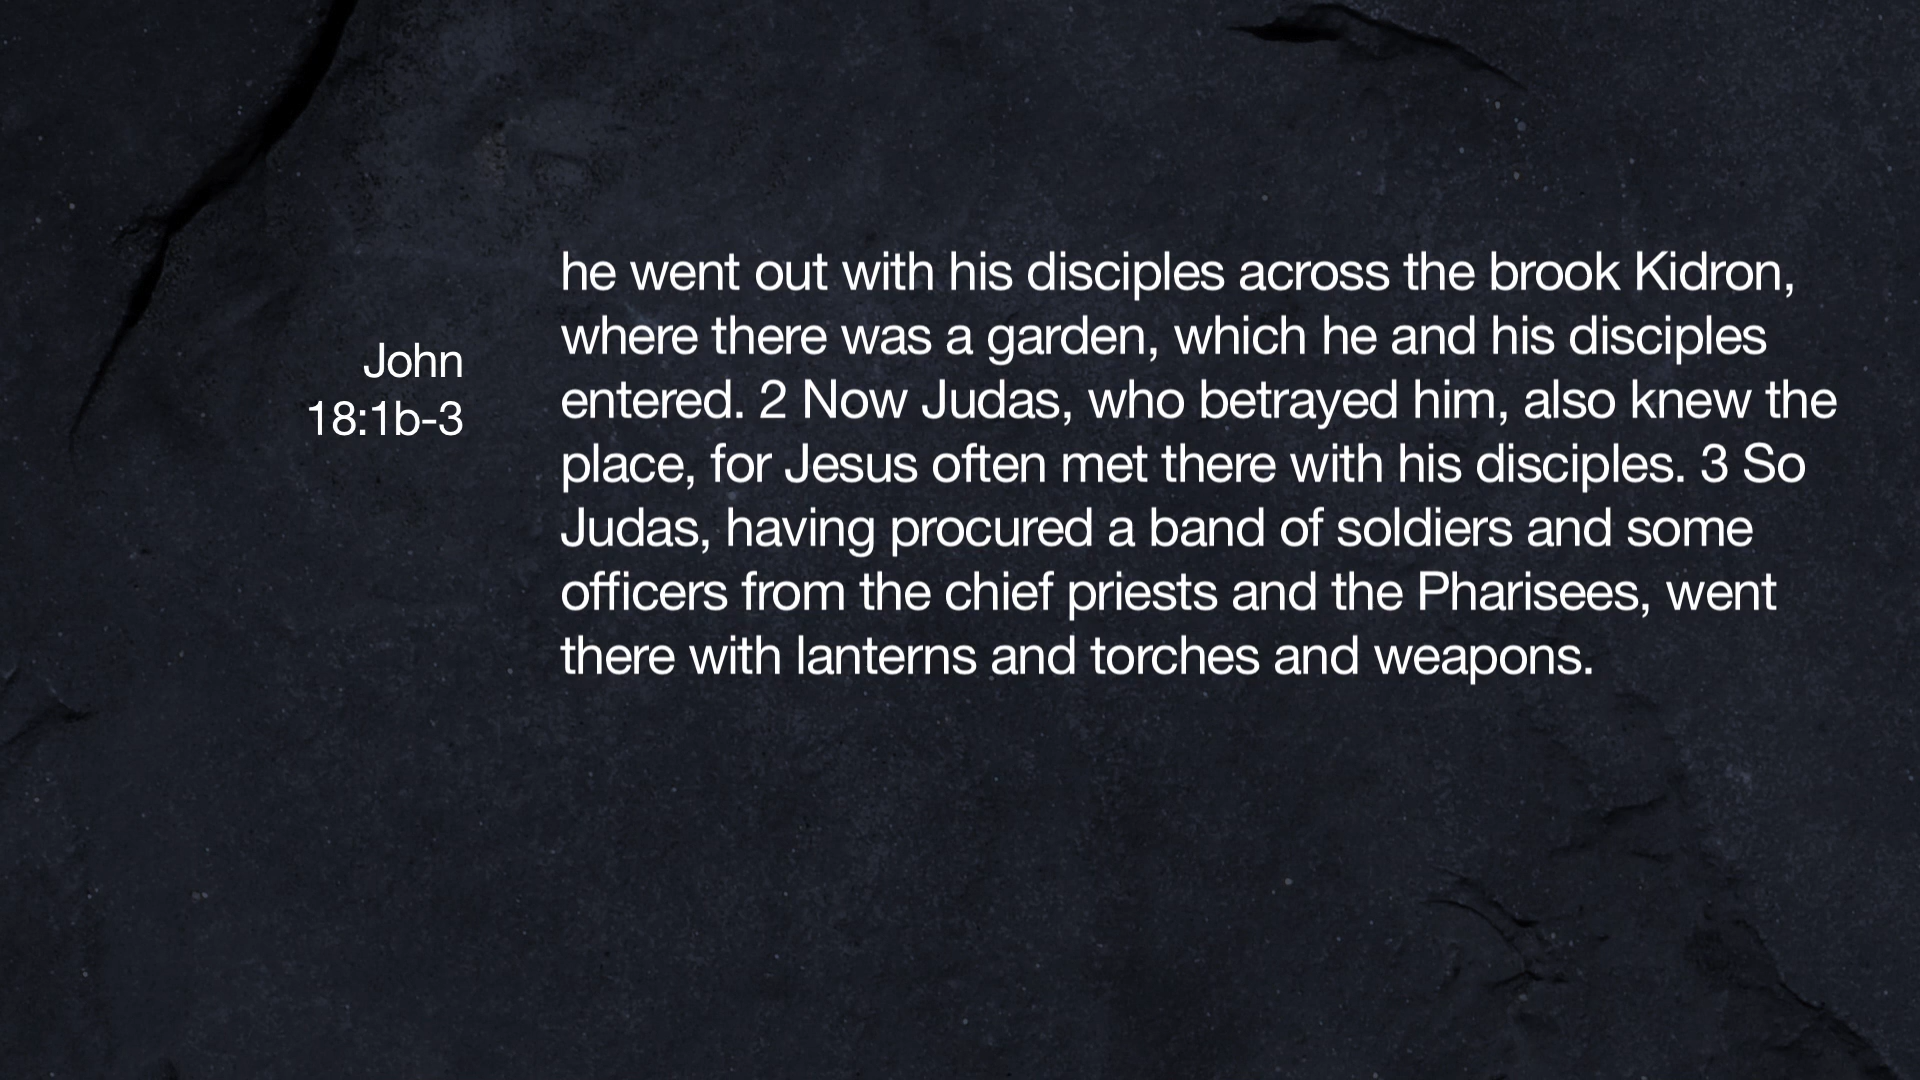 John
18:1b-3
he went out with his disciples across the brook Kidron,
where there was a garden, which he and his disciples
entered. 2 Now Judas, who betrayed him, also knew the
place, for Jesus often met there with his disciples. 3 So
Judas, having procured a band of soldiers and some
officers from the chief priests and the Pharisees, went
there with lanterns and torches and weapons.